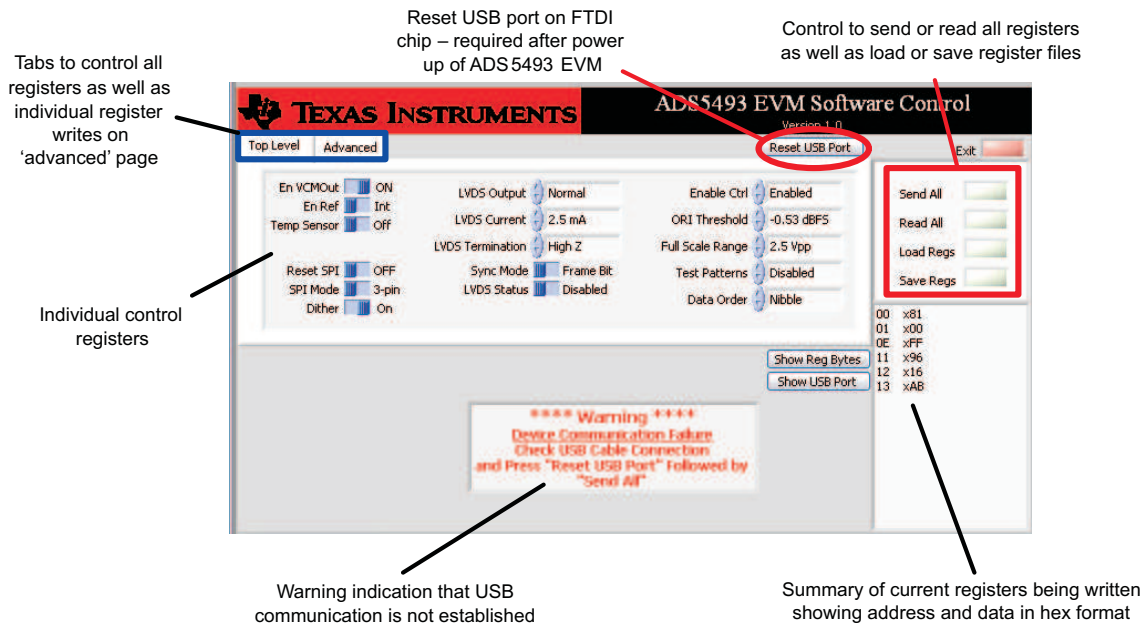 Reset USB port on FTDI
chip – required after power
up of ADS5493 EVM
Control to send or read all registers
as well as load or save register files
Tabs to control all
registers as well as
individual register
writes on
‘advanced’ page
TEXAS INSTRUMENTS
ADS5493 EVM Software Control
Version 1.0
Top Level Advanced
Reset USB Port
Exit
En VCMOut ON
En Ref Int
Temp Sensor Off
Reset SPI OFF
SPI Mode 3-pin
Dither On
LVDS Output Normal
LVDS Current 2.5 mA
LVDS Termination High Z
Sync Mode Frame Bit
LVDS Status Disabled
Enable Ctrl Enabled
ORI Threshold -0.53 dBFS
Full Scale Range 2.5 Vpp
Test Patterns Disabled
Data Order Nibble
Send All
Read All
Load Regs
Save Regs
Individual control
registers
00 x81
01 x00
0E xFF
11 x96
12 x16
13 xAB
Show Reg Bytes
Show USB Port
**** Warning ****
Device Communication Failure
Check USB Cable Connection
and Press "Reset USB Port" Followed by
"Send All"
Warning indication that USB
communication is not established
Summary of current registers being written
showing address and data in hex format